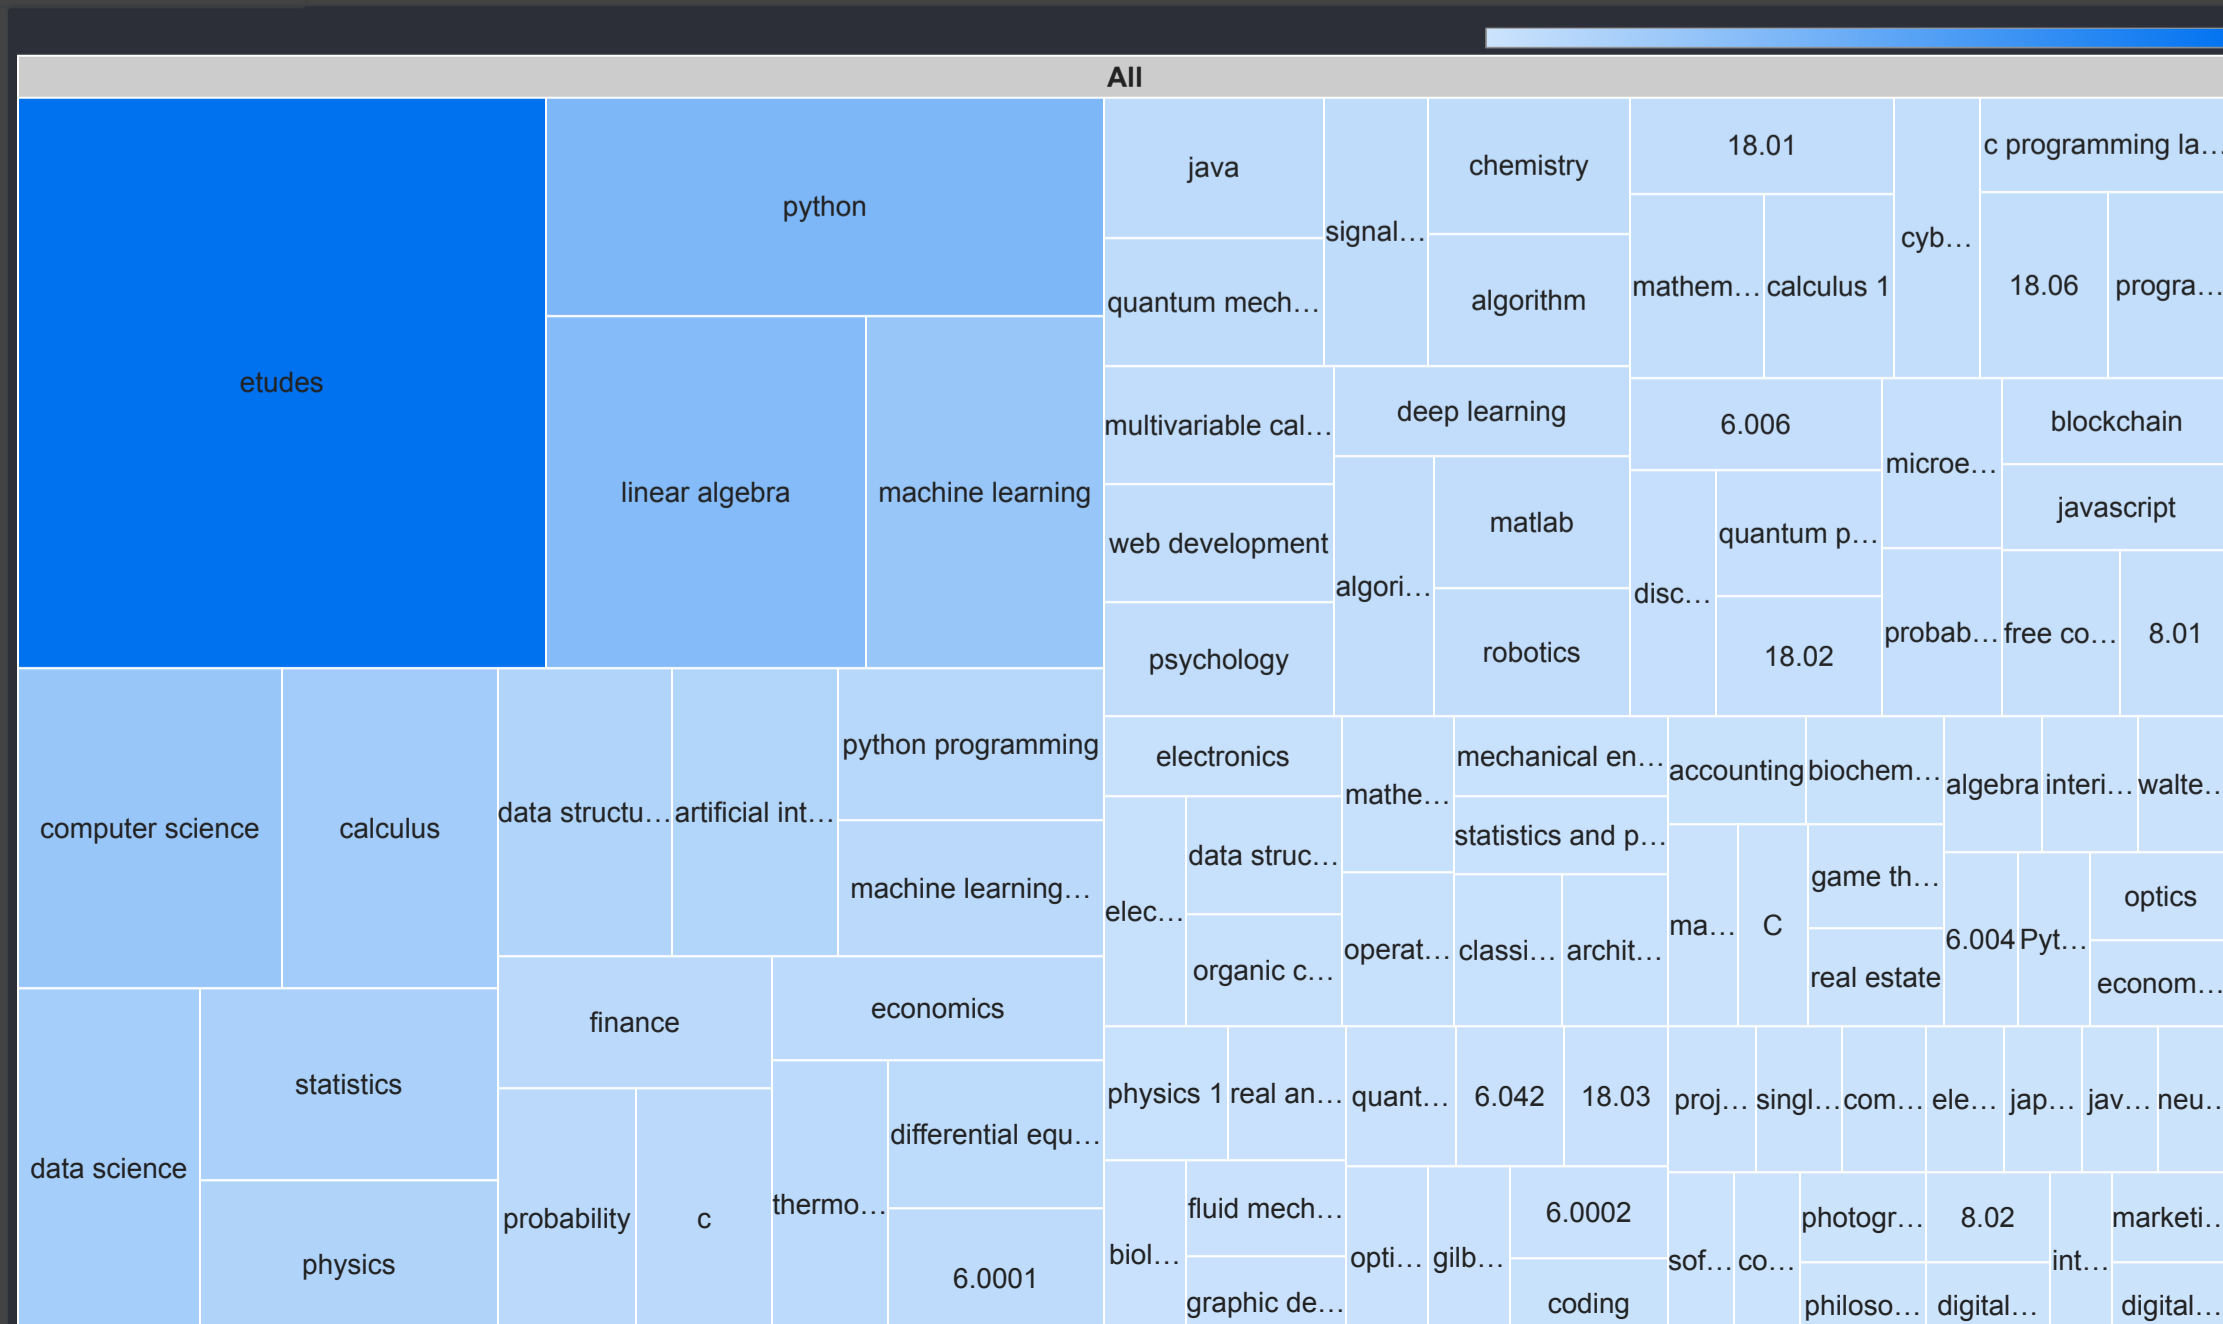 All
etudes
python
linear algebra
machine learning
computer science
calculus
data science
statistics
physics
data structu...
artificial int...
python programming
machine learning...
finance
economics
probability
c
thermo...
differential equ...
6.0001
java
quantum mech...
signal...
chemistry
algorithm
multivariable cal...
web development
psychology
deep learning
algori...
matlab
robotics
18.01
mathem...
calculus 1
cyb...
c programming la...
18.06
progra...
6.006
disc...
quantum p...
18.02
microe...
probab...
blockchain
javascript
free co...
8.01
electronics
elec...
data struc...
organic c...
mathe...
operat...
mechanical en...
statistics and p...
classi...
archit...
accounting
biochem...
ma...
C
game th...
real estate
algebra
interi...
walte...
6.004
Pyt...
optics
econom...
physics 1
real an...
biol...
fluid mech...
graphic de...
quant...
6.042
18.03
opti...
gilb...
6.0002
coding
proj...
singl...
com...
ele...
jap...
jav...
neu...
sof...
co...
photogr...
philoso...
8.02
digital...
int...
marketi...
digital...